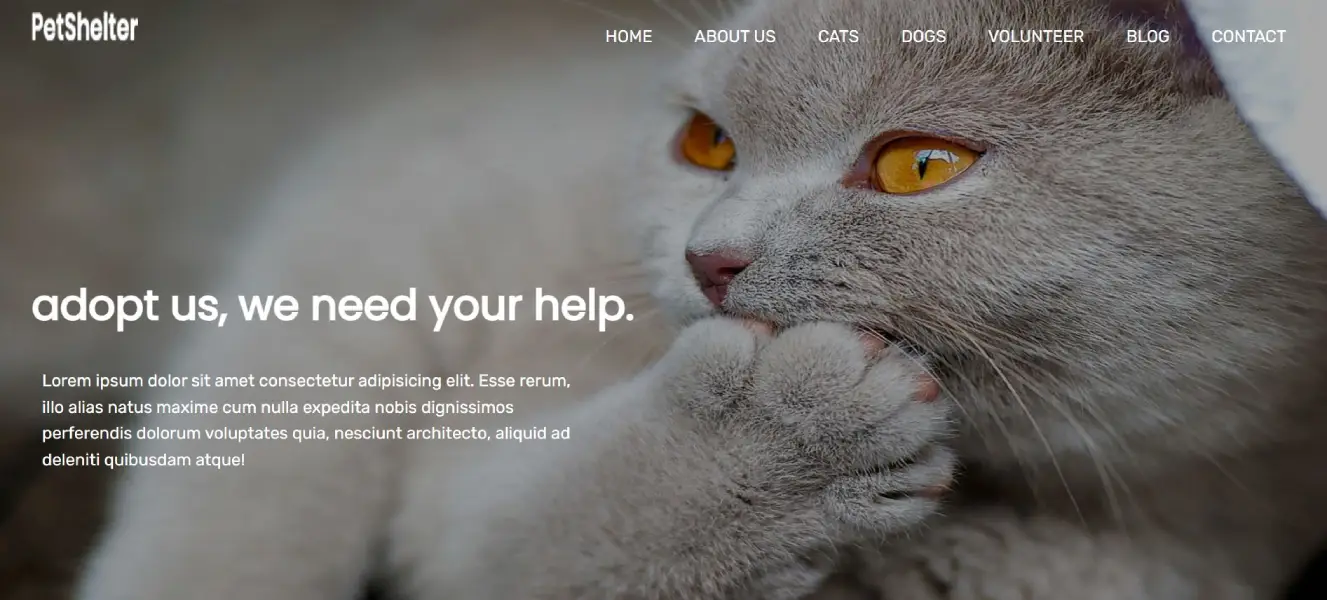 PetShelter
HOME ABOUT US CATS DOGS VOLUNTEER BLOG CONTACT
adopt us, we need your help.
Lorem ipsum dolor sit amet consectetur adipisicing elit. Esse rerum,
illo alias natus maxime cum nulla expedita nobis dignissimos
perferendis dolorum voluptates quia, nesciunt architecto, aliquid ad
deleniti quibusdam atque!